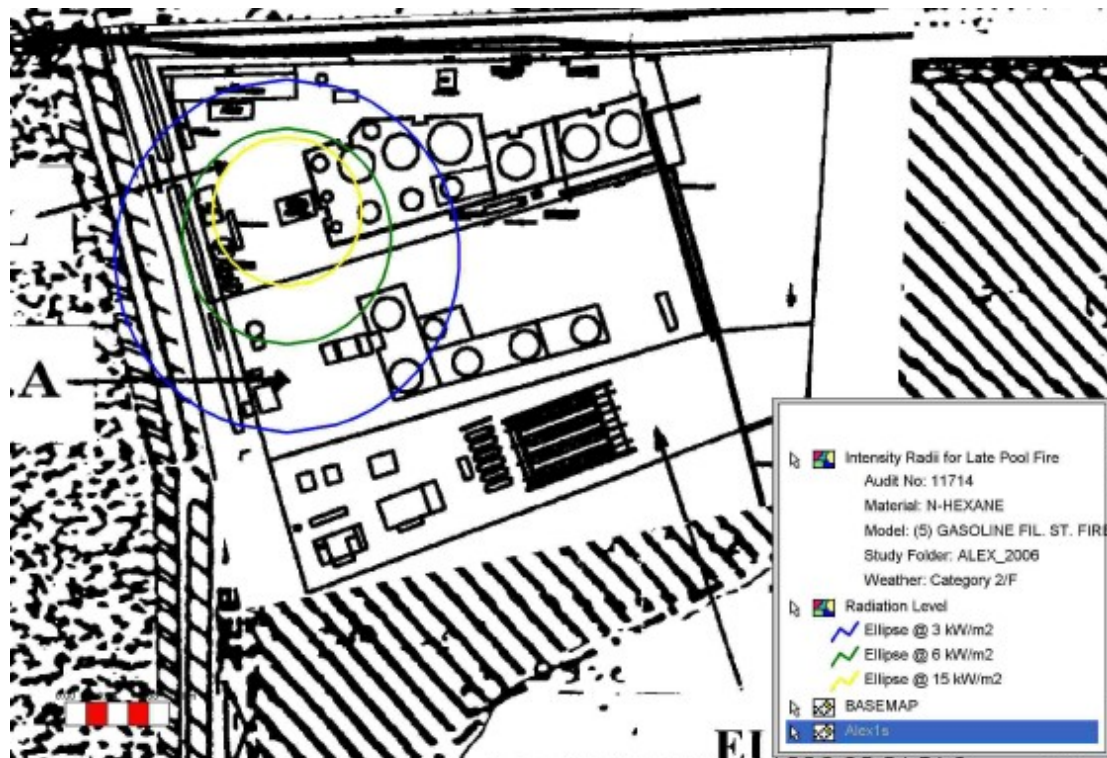 A
EI
Intensity Radii for Late Pool Fire
Audit No: 11714
Material: N-HEXANE
Model: (5) GASOLINE FIL. ST. FIRE
Study Folder: ALEX_2006
Weather: Category 2/F
Radiation Level
Ellipse @ 3 kW/m2
Ellipse @ 6 kW/m2
Ellipse @ 15 kW/m2
BASEMAP
Alex1s